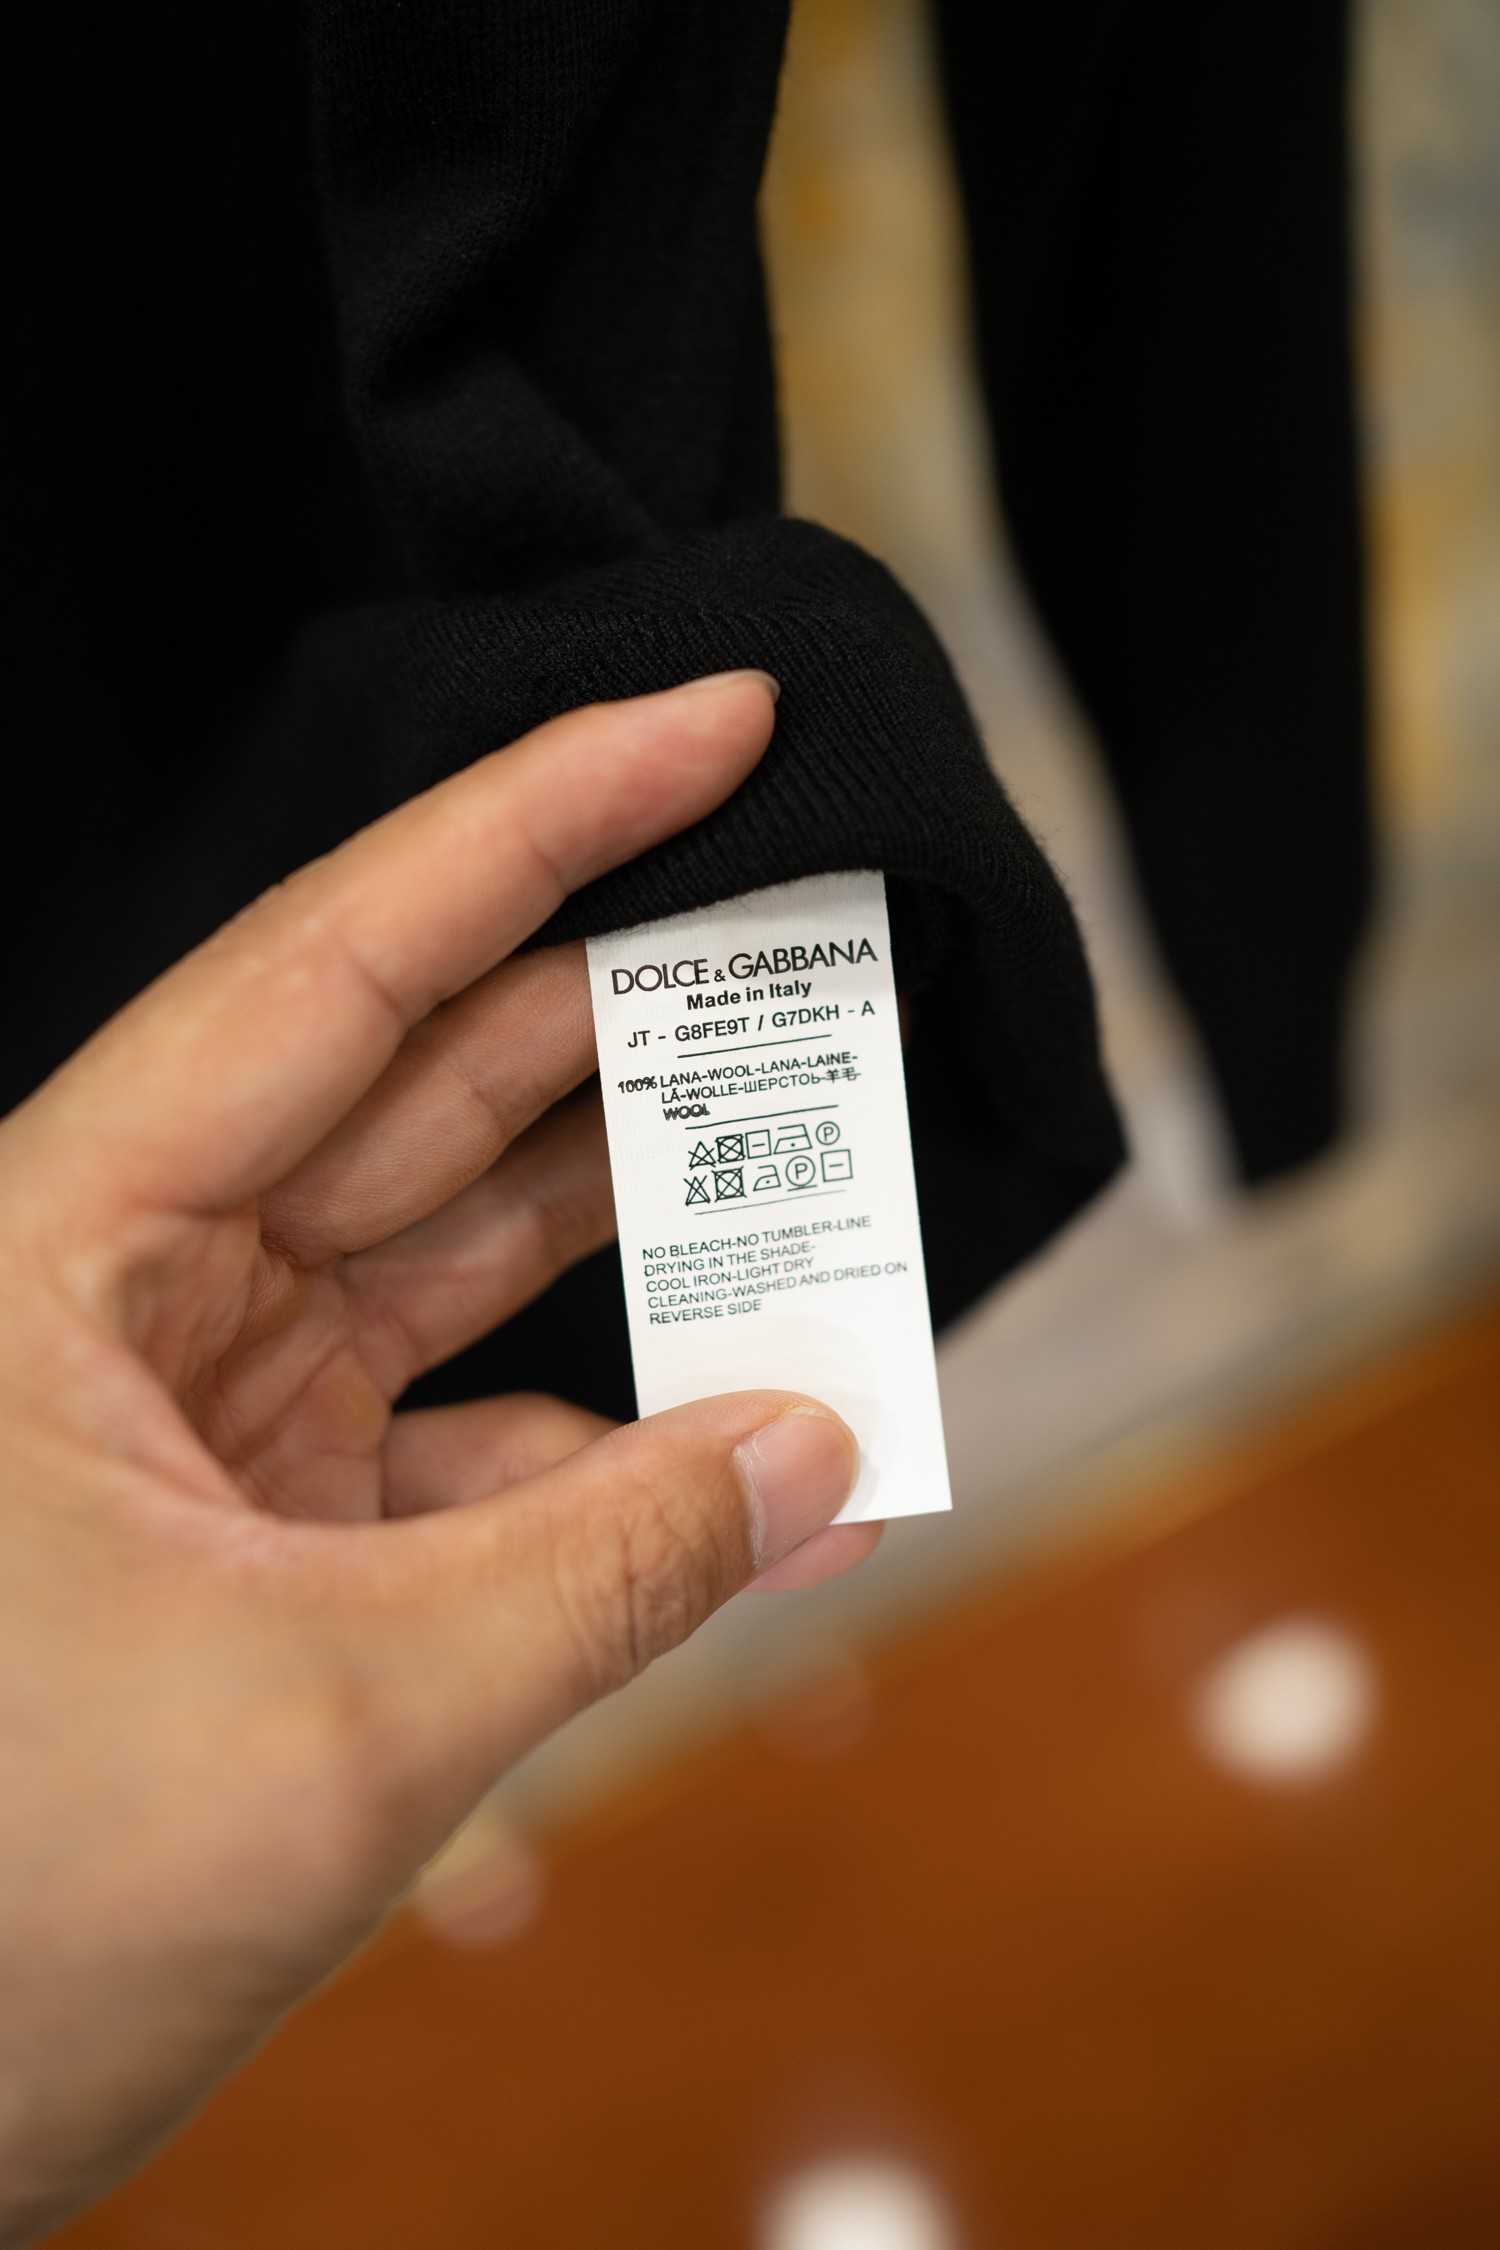 DOLCE & GABBANA
Made in Italy
JT - G8FE9T / G7DKH - A
100% LANA-WOOL-LANA-LAINE-
LÃ-WOLLE-ШЕРСТОЬ-羊毛-
WOOL
P
P
NO BLEACH-NO TUMBLER-LINE
DRYING IN THE SHADE-
COOL IRON-LIGHT DRY
CLEANING-WASHED AND DRIED ON
REVERSE SIDE